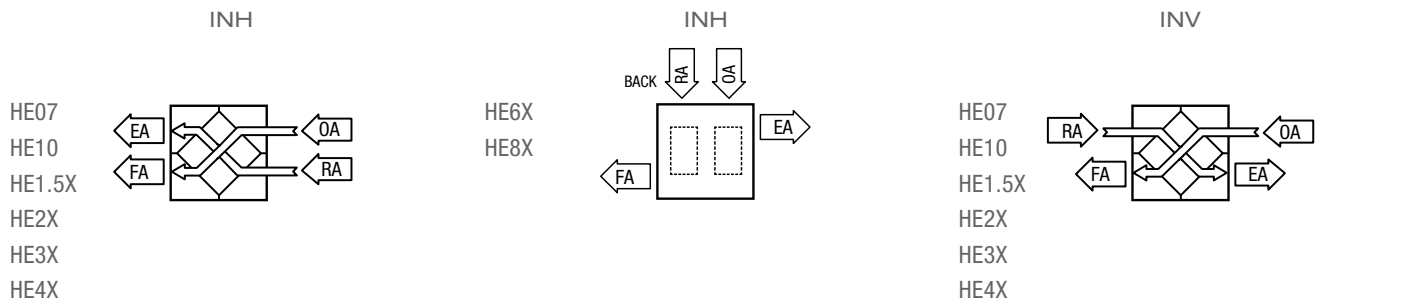 INH
HE07
HE10
HE1.5X
HE2X
HE3X
HE4X
EA
OA
FA
RA
INH
HE6X
HE8X
BACK
RA
OA
EA
FA
INV
HE07
HE10
HE1.5X
HE2X
HE3X
HE4X
RA
OA
FA
EA